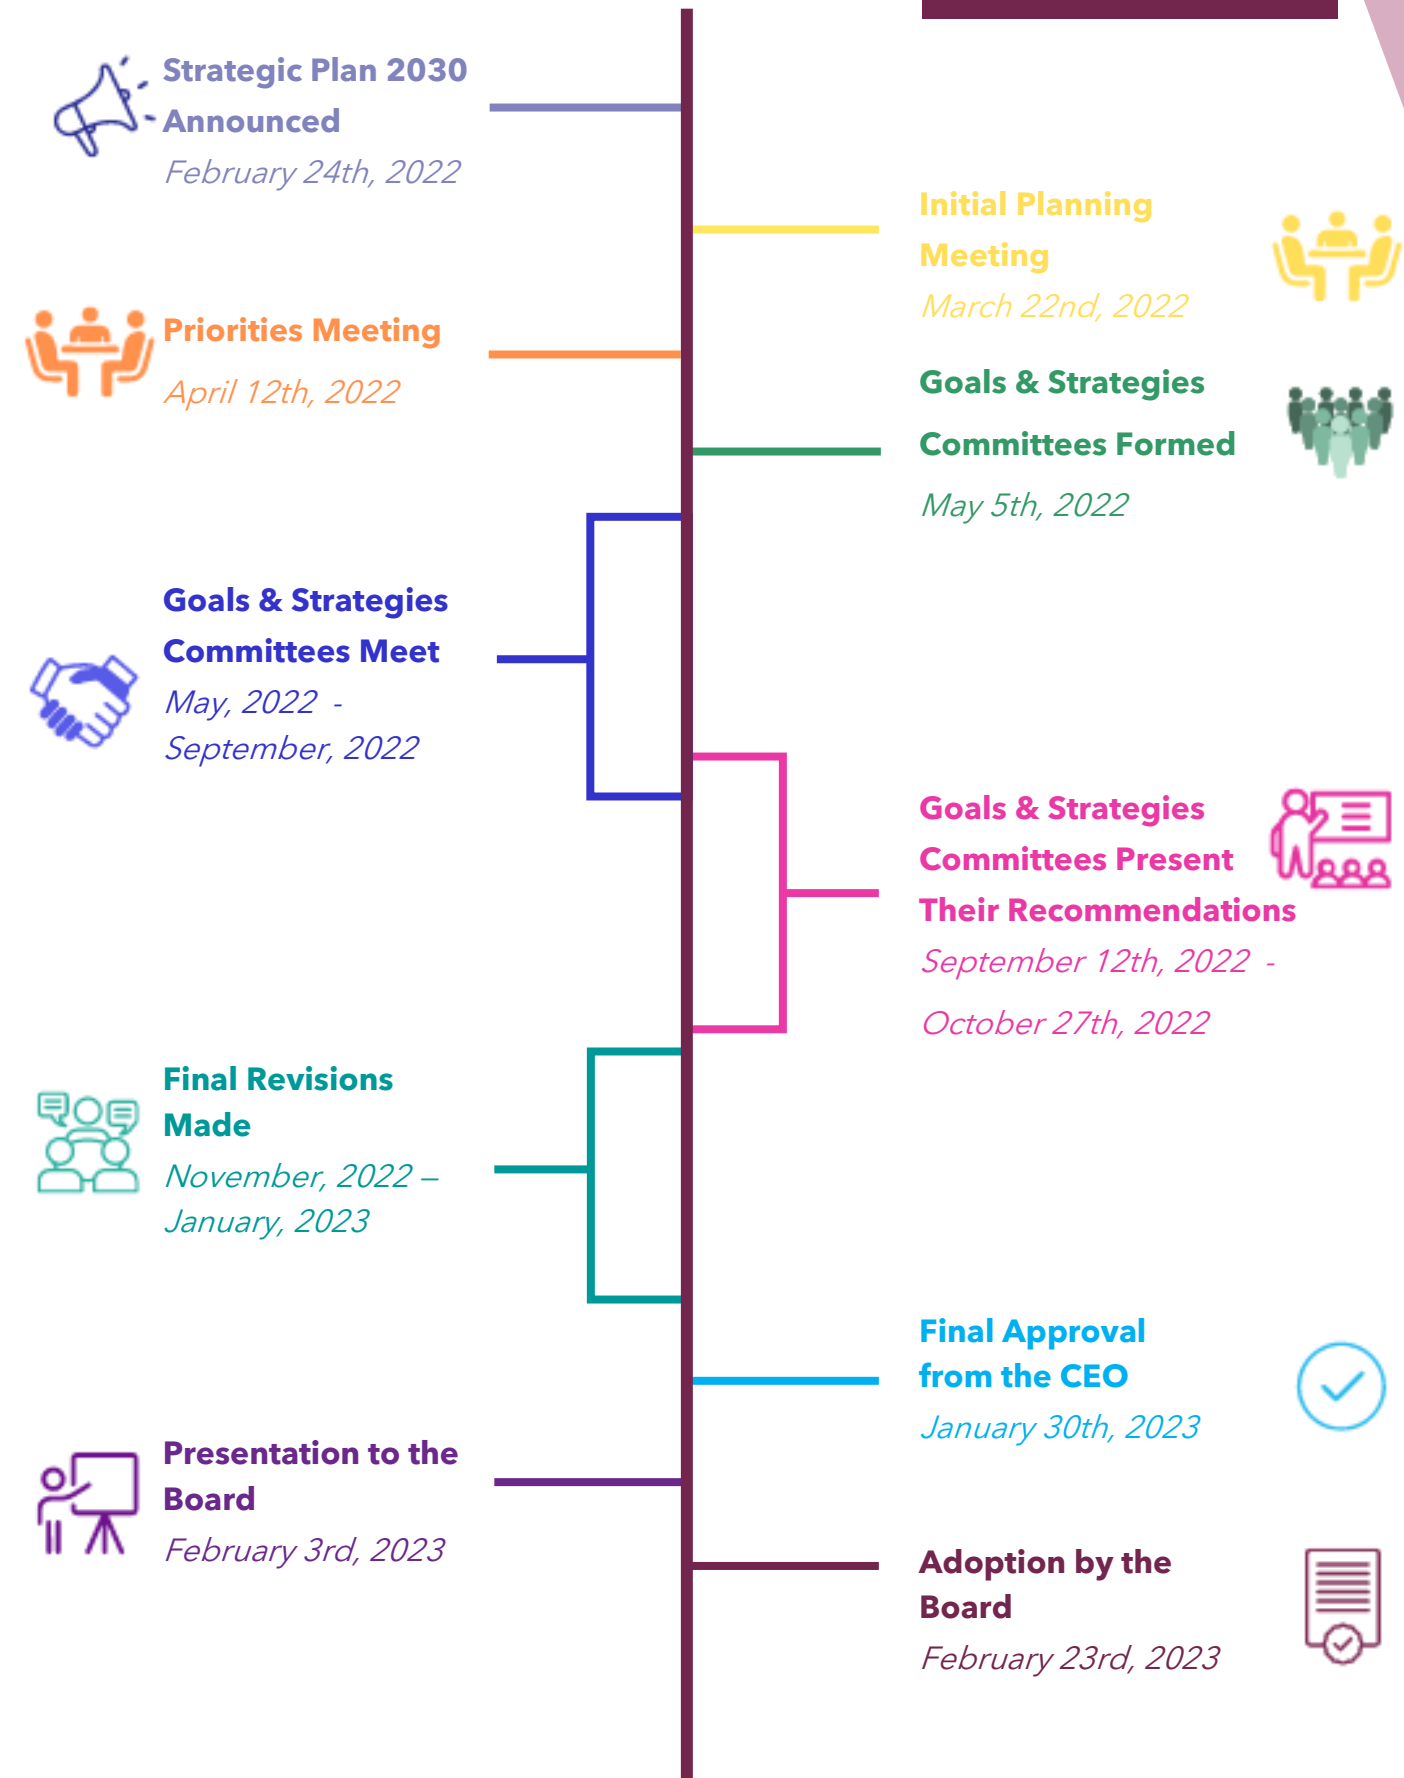 Strategic Plan 2030
Announced
February 24th, 2022
Initial Planning
Meeting
March 22nd, 2022
Priorities Meeting
April 12th, 2022
Goals & Strategies
Committees Formed
May 5th, 2022
Goals & Strategies
Committees Meet
May, 2022 -
September, 2022
Goals & Strategies
Committees Present
Their Recommendations
September 12th, 2022 -
October 27th, 2022
Final Revisions
Made
November, 2022 –
January, 2023
Final Approval
from the CEO
January 30th, 2023
Presentation to the
Board
February 3rd, 2023
Adoption by the
Board
February 23rd, 2023